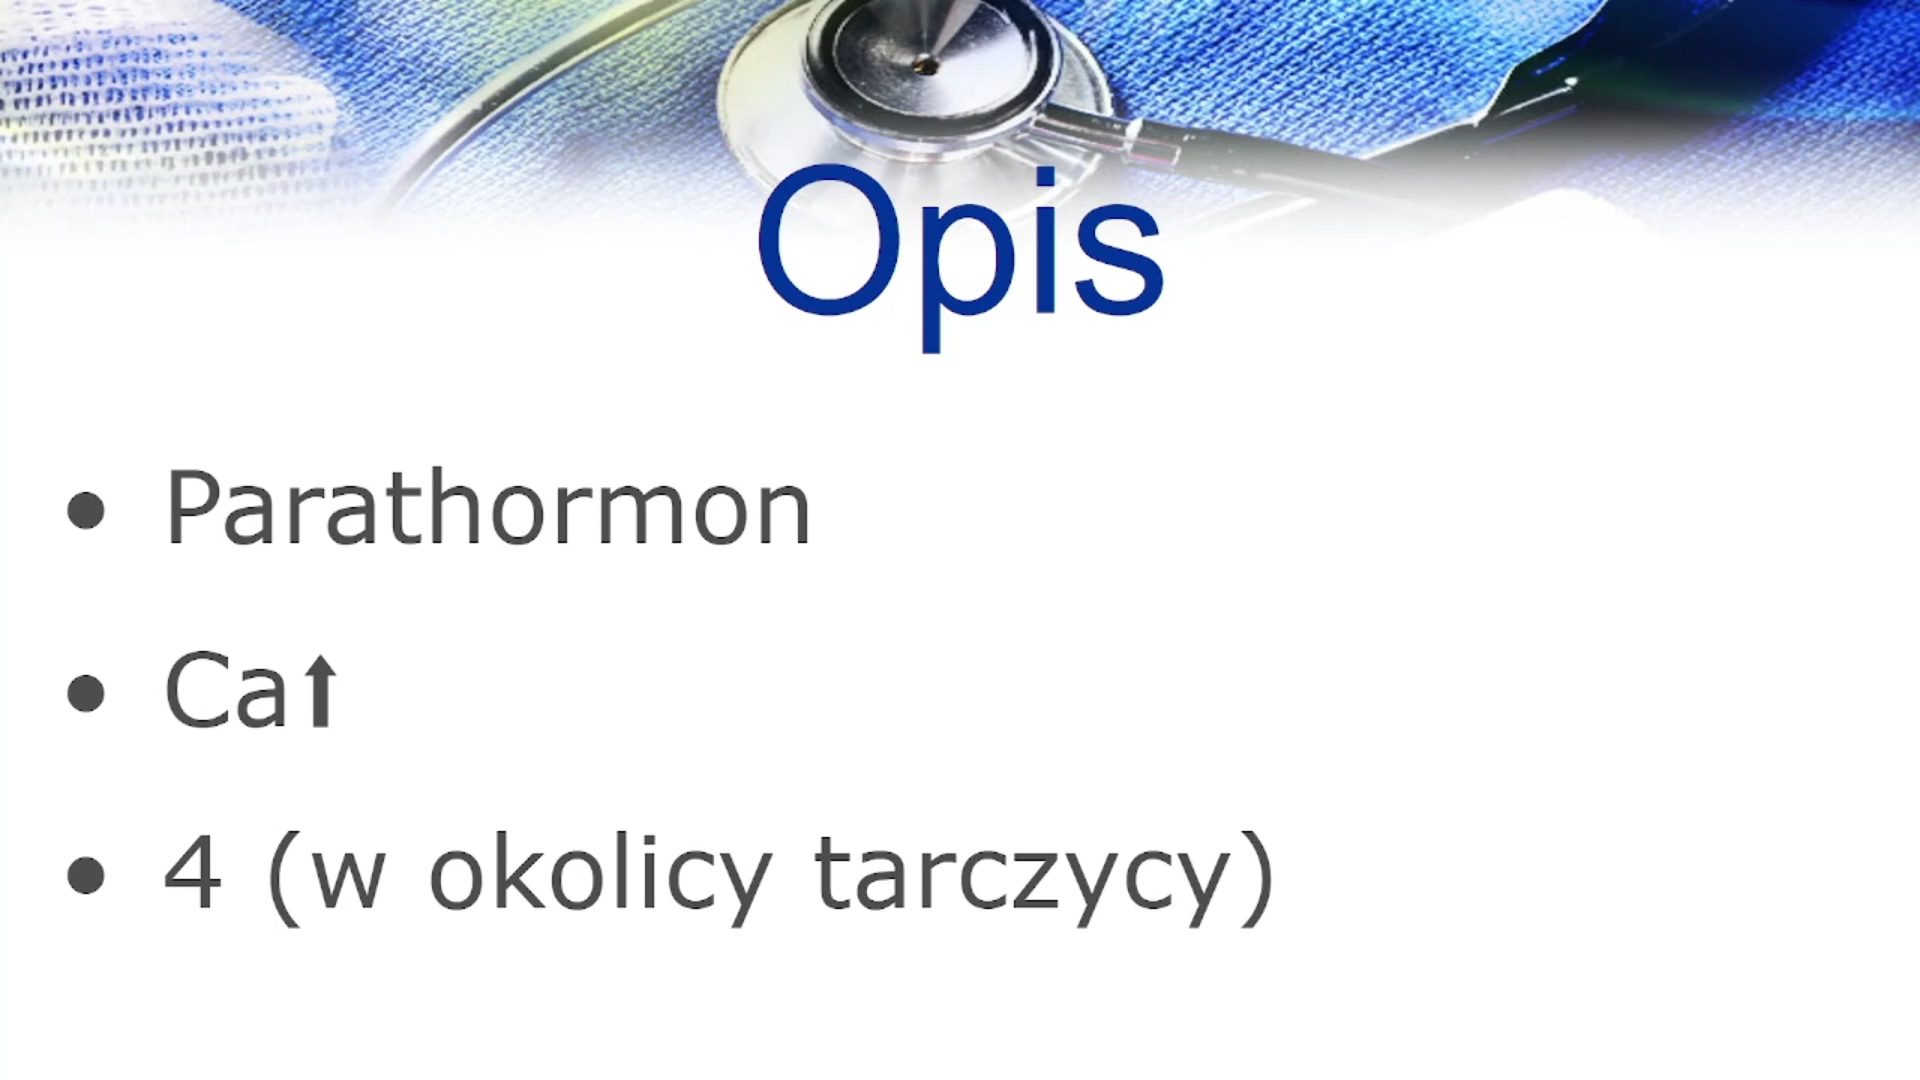 Opis
• Parathormon
• Ca⬆
• 4 (w okolicy tarczycy)